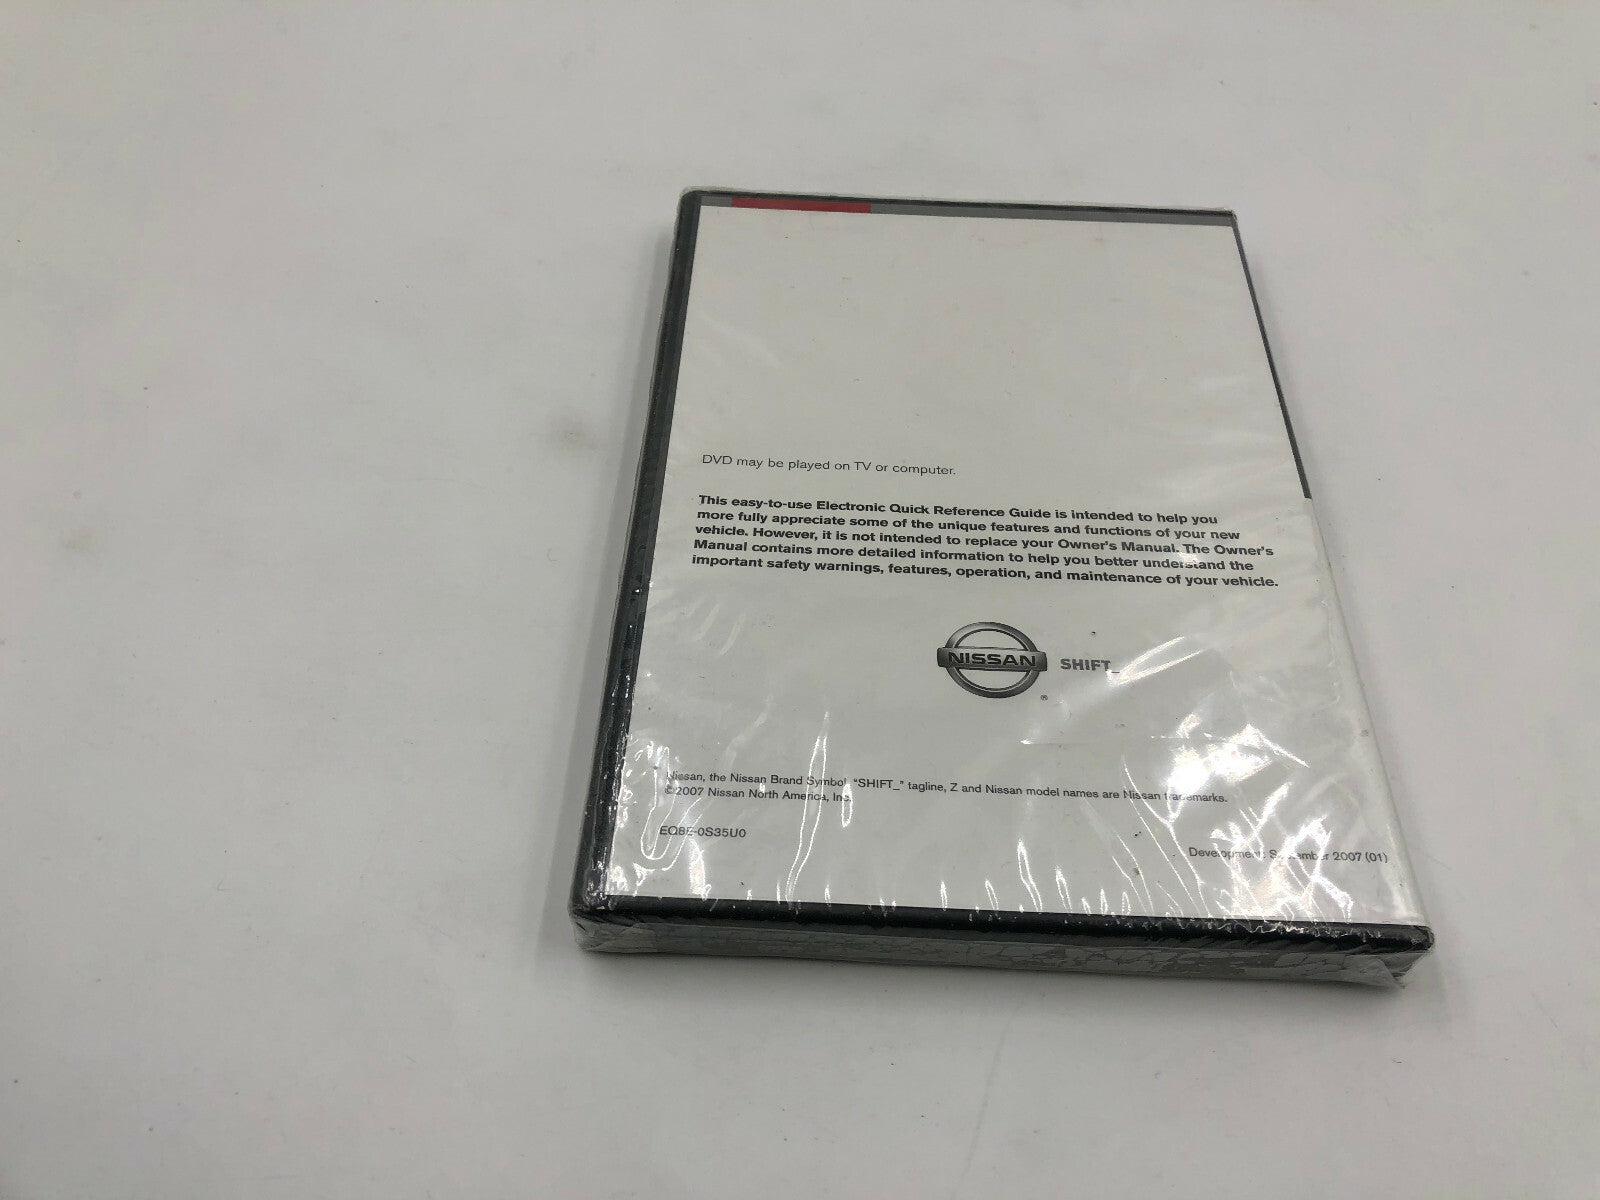 DVD may be played on TV or computer.
This easy-to-use Electronic Quick Reference Guide is intended to help you
more fully appreciate some of the unique features and functions of your new
vehicle. However, it is not intended to replace your Owner's Manual. The Owner's
Manual contains more detailed information to help you better understand the
important safety warnings, features, operation, and maintenance of your vehicle.
NISSAN SHIFT_
®
Nissan, the Nissan Brand Symbol, "SHIFT_" tagline, Z and Nissan model names are Nissan trademarks.
©2007 Nissan North America, Inc.
EQ8E-0S35U0
Development: September 2007 (01)